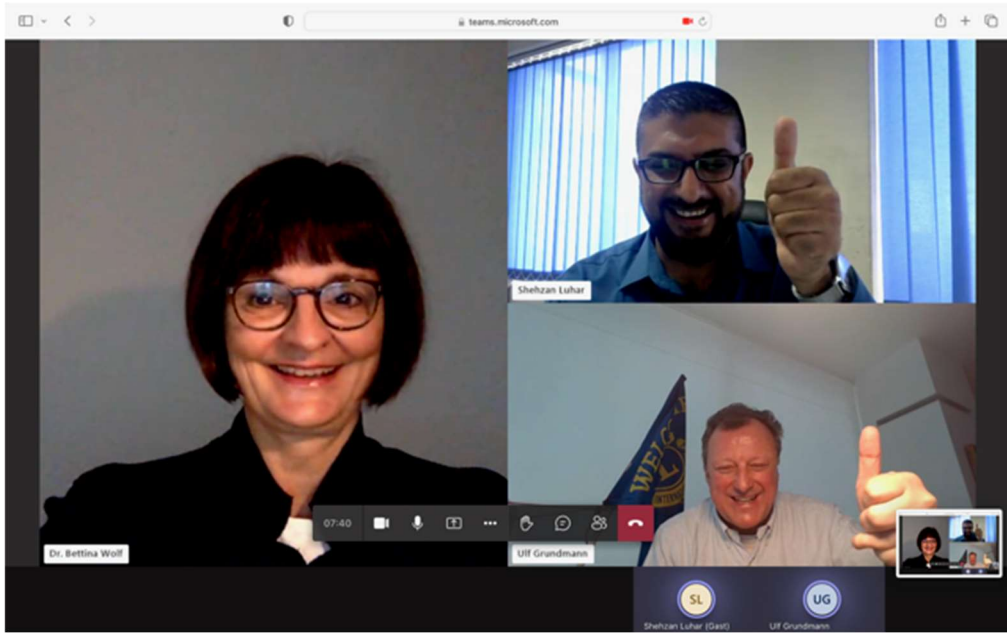 teams.microsoft.com
Shehzan Luhar
WELCOME
07:40
Dr. Bettina Wolf
Ulf Grundmann
SL
UG
Shehzan Luhar (Gast)
Ulf Grundmann